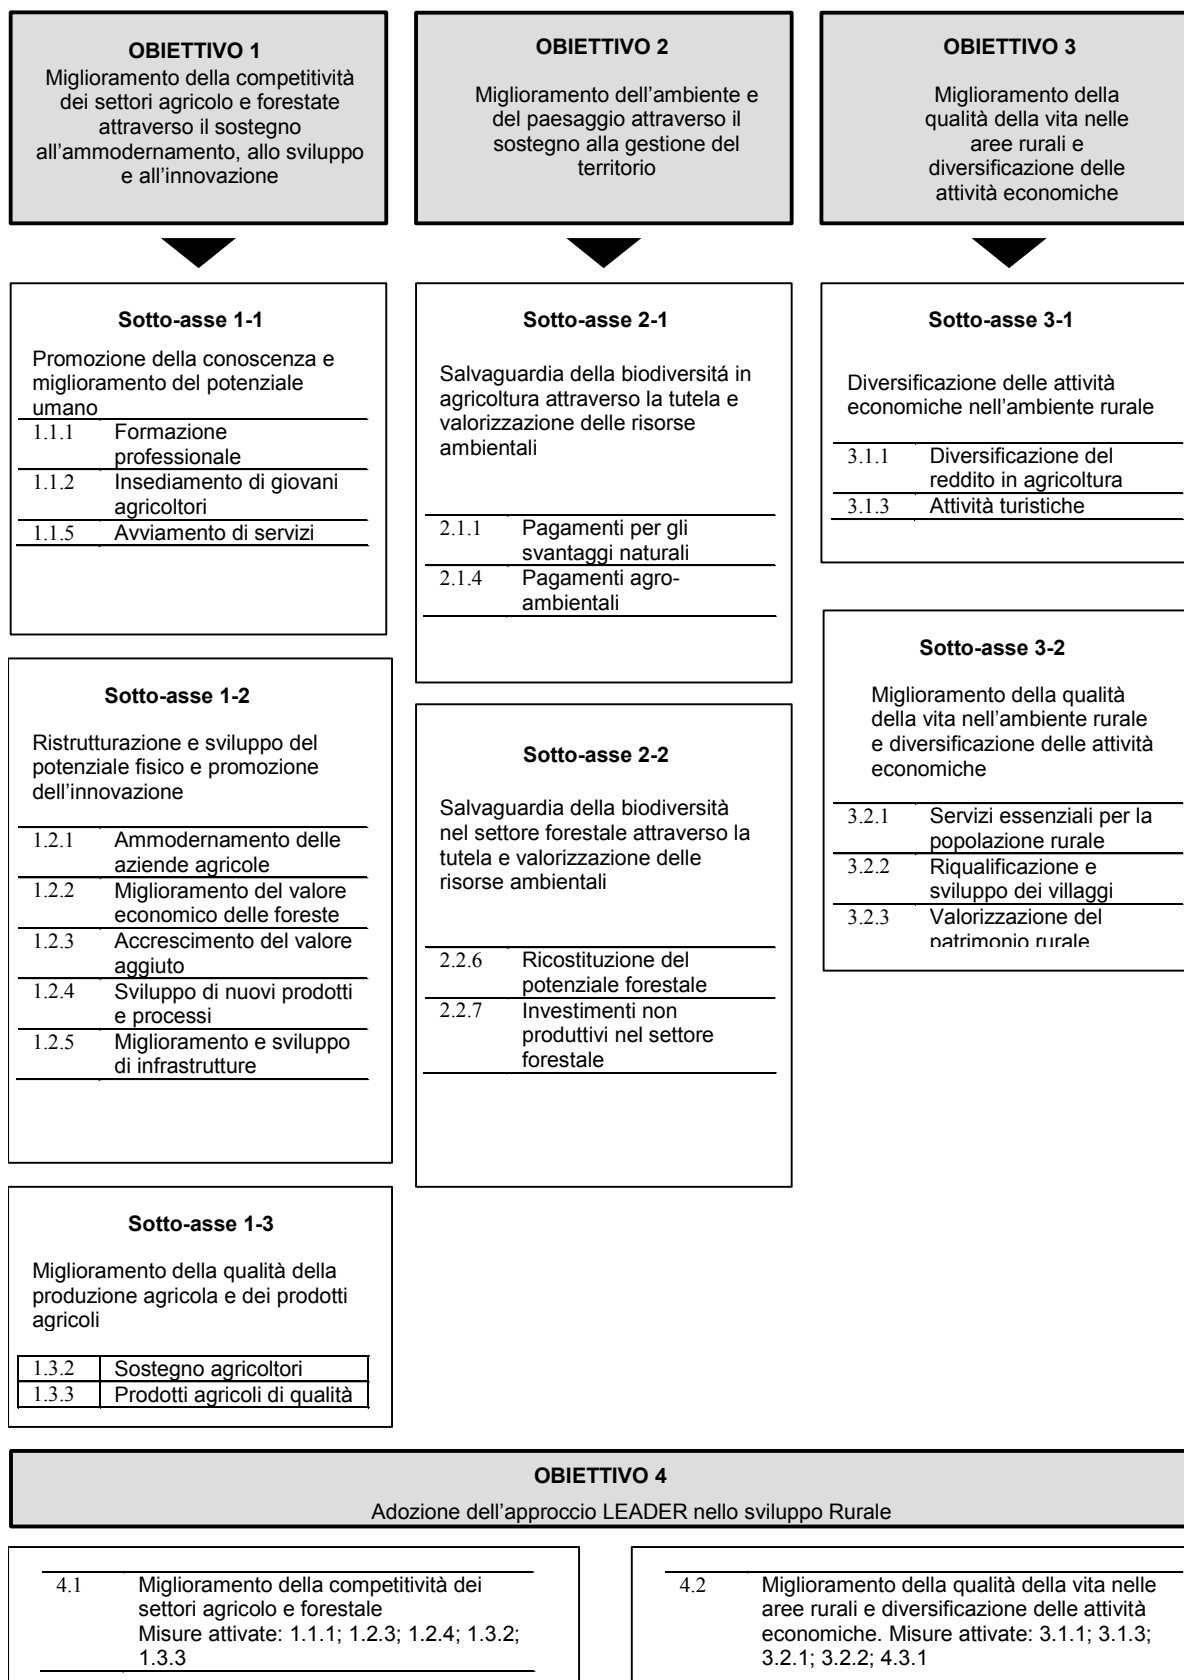 OBIETTIVO 1
Miglioramento della competitività
dei settori agricolo e forestate
attraverso il sostegno
all'ammodernamento, allo sviluppo
e all'innovazione
OBIETTIVO 2
Miglioramento dell'ambiente e
del paesaggio attraverso il
sostegno alla gestione del
territorio
OBIETTIVO 3
Miglioramento della
qualità della vita nelle
aree rurali e
diversificazione delle
attività economiche
Sotto-asse 1-1
Promozione della conoscenza e
miglioramento del potenziale
umano
1.1.1 Formazione
professionale
1.1.2 Insediamento di giovani
agricoltori
1.1.5 Avviamento di servizi
Sotto-asse 1-2
Ristrutturazione e sviluppo del
potenziale fisico e promozione
dell'innovazione
1.2.1 Ammodernamento delle
aziende agricole
1.2.2 Miglioramento del valore
economico delle foreste
1.2.3 Accrescimento del valore
aggiuto
1.2.4 Sviluppo di nuovi prodotti
e processi
1.2.5 Miglioramento e sviluppo
di infrastrutture
Sotto-asse 1-3
Miglioramento della qualità della
produzione agricola e dei prodotti
agricoli
1.3.2 Sostegno agricoltori
1.3.3 Prodotti agricoli di qualità
Sotto-asse 2-1
Salvaguardia della biodiversitá in
agricoltura attraverso la tutela e
valorizzazione delle risorse
ambientali
2.1.1 Pagamenti per gli
svantaggi naturali
2.1.4 Pagamenti agro-
ambientali
Sotto-asse 2-2
Salvaguardia della biodiversità
nel settore forestale attraverso la
tutela e valorizzazione delle
risorse ambientali
2.2.6 Ricostituzione del
potenziale forestale
2.2.7 Investimenti non
produttivi nel settore
forestale
Sotto-asse 3-1
Diversificazione delle attività
economiche nell'ambiente rurale
3.1.1 Diversificazione del
reddito in agricoltura
3.1.3 Attività turistiche
Sotto-asse 3-2
Miglioramento della qualità
della vita nell'ambiente rurale
e diversificazione delle attività
economiche
3.2.1 Servizi essenziali per la
popolazione rurale
3.2.2 Riqualificazione e
sviluppo dei villaggi
3.2.3 Valorizzazione del
patrimonio rurale
OBIETTIVO 4
Adozione dell'approccio LEADER nello sviluppo Rurale
4.1 Miglioramento della competitività dei
settori agricolo e forestale
Misure attivate: 1.1.1; 1.2.3; 1.2.4; 1.3.2;
1.3.3
4.2 Miglioramento della qualità della vita nelle
aree rurali e diversificazione delle attività
economiche. Misure attivate: 3.1.1; 3.1.3;
3.2.1; 3.2.2; 4.3.1